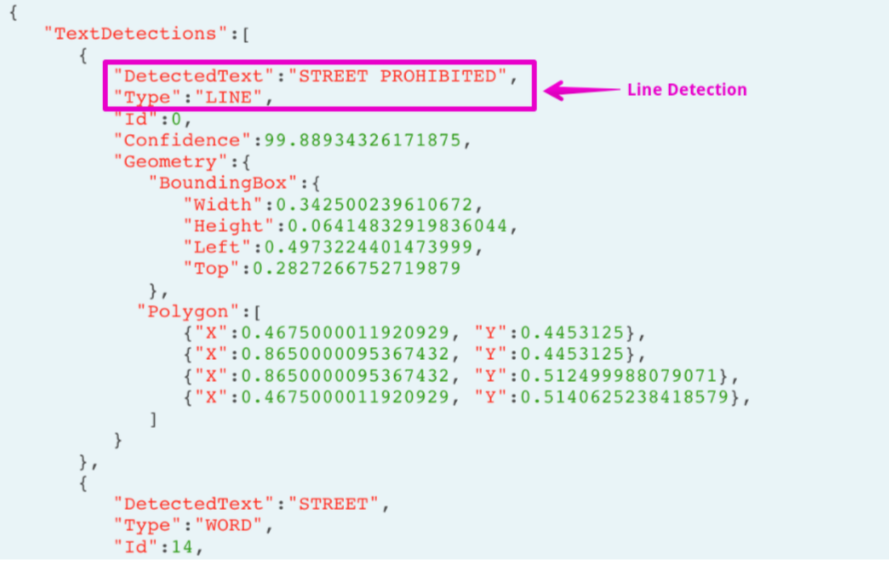 {
"TextDetections":[
{
"DetectedText":"STREET PROHIBITED",
"Type":"LINE",
Line Detection
"Id":0,
"Confidence":99.88934326171875,
"Geometry":{
"BoundingBox":{
"Width":0.342500239610672,
"Height":0.06414832919836044,
"Left":0.4973224401473999,
"Top":0.2827266752719879
},
"Polygon":[
{"X":0.4675000011920929, "Y":0.4453125},
{"X":0.8650000095367432, "Y":0.4453125},
{"X":0.8650000095367432, "Y":0.512499988079071},
{"X":0.4675000011920929, "Y":0.5140625238418579},
]
}
},
{
"DetectedText":"STREET",
"Type":"WORD",
"Id":14,